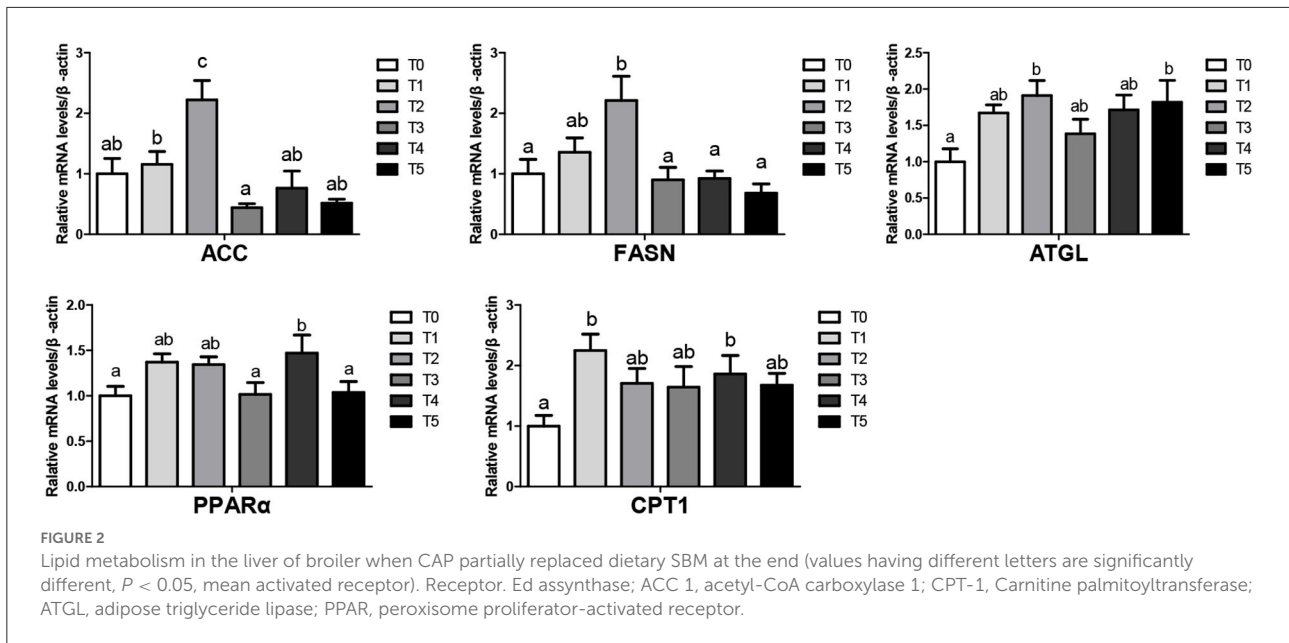 3
2
1
0
Ralative mRNA levels/β -actin
ab
b
c
a
ab
ab
ACC
T0
T1
T2
T3
T4
T5
3
2
1
0
Ralative mRNA levels/β -actin
a
ab
b
a
a
a
FASN
T0
T1
T2
T3
T4
T5
2.5
2.0
1.5
1.0
0.5
0.0
Ralative mRNA levels/β -actin
a
ab
b
ab
ab
b
ATGL
T0
T1
T2
T3
T4
T5
2.0
1.5
1.0
0.5
0.0
Ralative mRNA levels/β -actin
a
ab
ab
a
b
a
PPARα
T0
T1
T2
T3
T4
T5
3
2
1
0
Ralative mRNA levels/β -actin
a
b
ab
ab
b
ab
CPT1
T0
T1
T2
T3
T4
T5
FIGURE 2
Lipid metabolism in the liver of broiler when CAP partially replaced dietary SBM at the end (values having different letters are significantly
different, P < 0.05, mean activated receptor). Receptor. Ed assynthase; ACC 1, acetyl-CoA carboxylase 1; CPT-1, Carnitine palmitoyltransferase;
ATGL, adipose triglyceride lipase; PPAR, peroxisome proliferator-activated receptor.